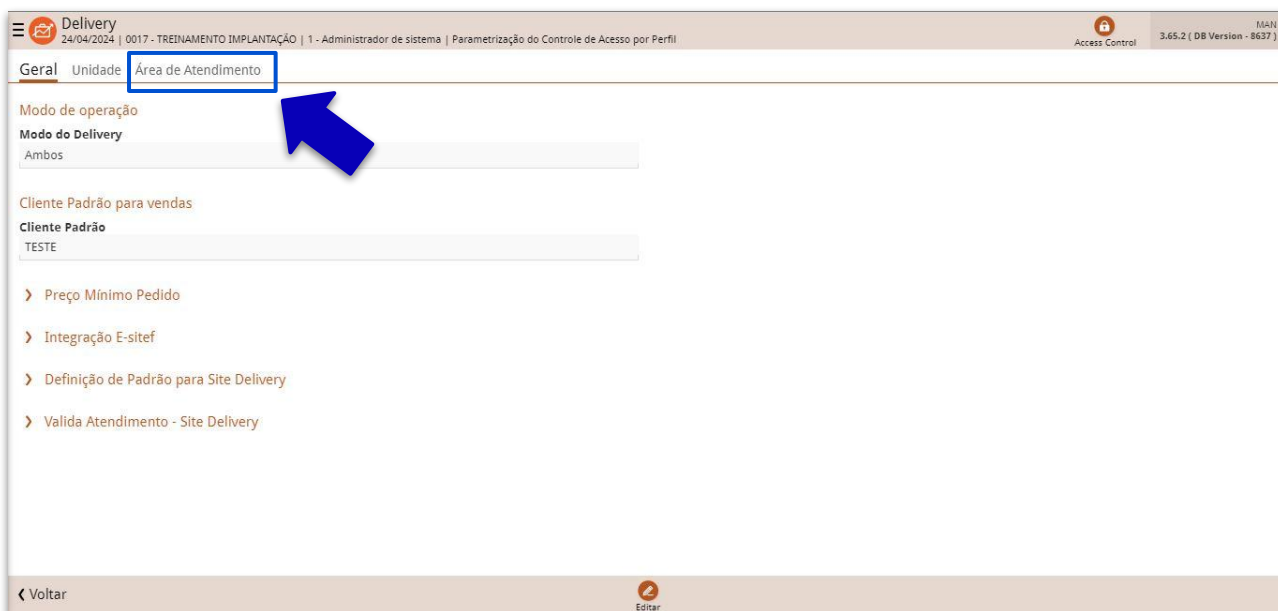 Delivery
24/04/2024 | 0017 - TREINAMENTO IMPLANTAÇÃO | 1 - Administrador de sistema | Parametrização do Controle de Acesso por Perfil
Access Control
MAN
3.65.2 ( DB Version - 8637 )
Geral Unidade Área de Atendimento
Modo de operação
Modo do Delivery
Ambos
Cliente Padrão para vendas
Cliente Padrão
TESTE
Preço Mínimo Pedido
Integração E-sitef
Definição de Padrão para Site Delivery
Valida Atendimento - Site Delivery
Voltar
Editar